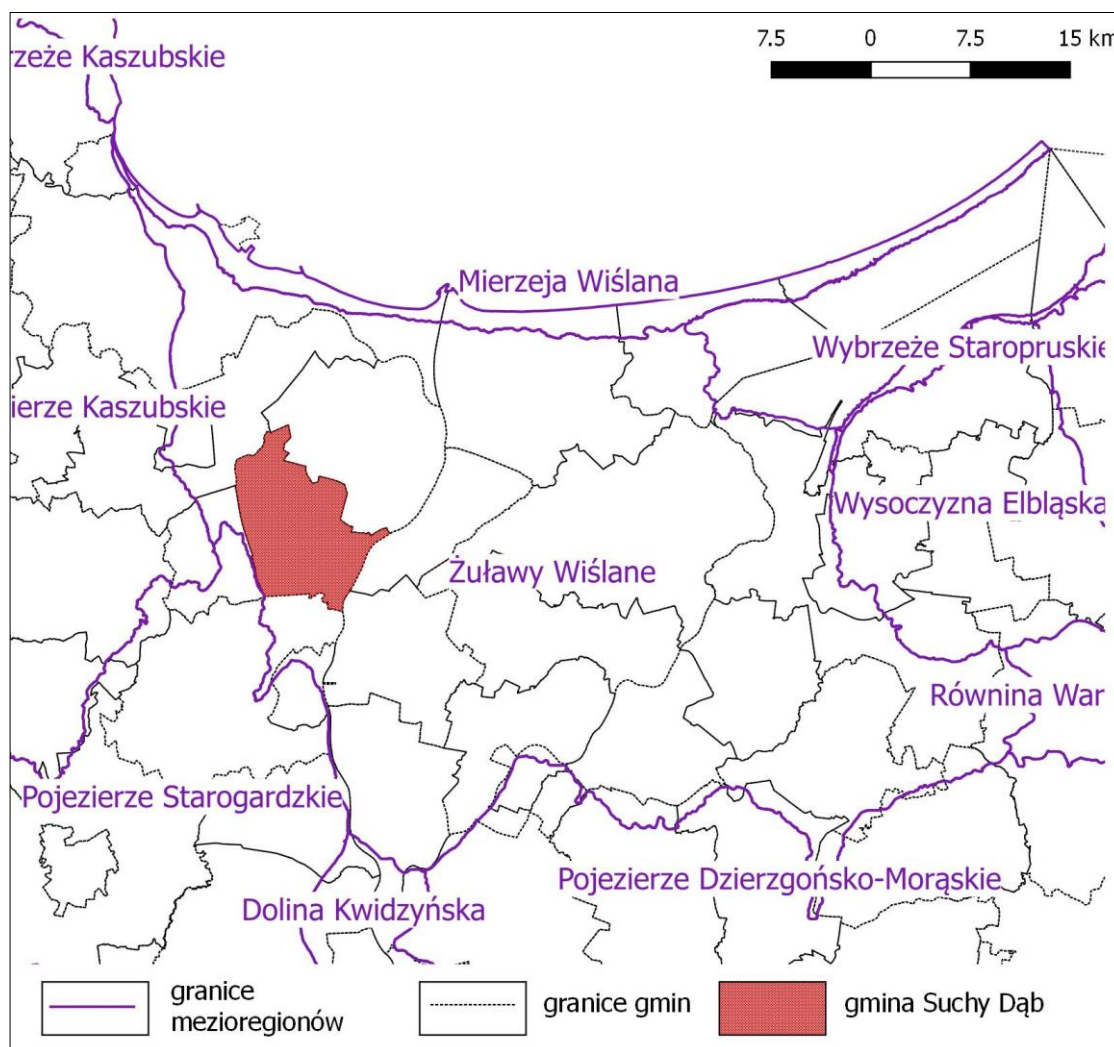 rzeże Kaszubskie
7.5 0 7.5 15 km
Mierzeja Wiślana
Wybrzeże Staropruskie
ierze Kaszubskie
Wysoczyzna Elbląska
Żuławy Wiślane
Równina War
Pojezierze Starogardzkie
Pojezierze Dzierzgońsko-Morąskie
Dolina Kwidzyńska
granice
mezioregionów
granice gmin
gmina Suchy Dąb